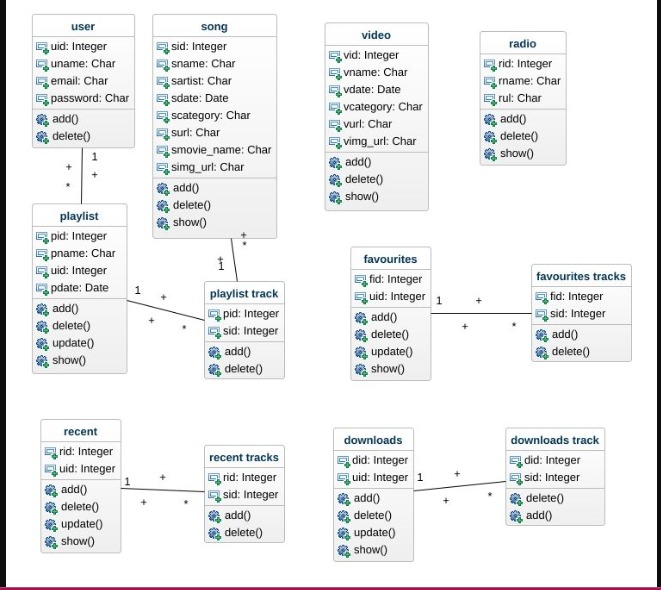 user
uid: Integer
uname: Char
email: Char
password: Char
add()
delete()
1
+
+
*
song
sid: Integer
sname: Char
sartist: Char
sdate: Date
scategory: Char
surl: Char
smovie_name: Char
simg_url: Char
add()
delete()
show()
+
*
+
1
video
vid: Integer
vname: Char
vdate: Date
vcategory: Char
vurl: Char
vimg_url: Char
add()
delete()
show()
radio
rid: Integer
rname: Char
rul: Char
add()
delete()
show()
playlist
pid: Integer
pname: Char
uid: Integer
pdate: Date
add()
delete()
update()
show()
1 +
+ *
playlist track
pid: Integer
sid: Integer
add()
delete()
favourites
fid: Integer
uid: Integer
add()
delete()
update()
show()
1 +
+ *
favourites tracks
fid: Integer
sid: Integer
add()
delete()
recent
rid: Integer
uid: Integer
add()
delete()
update()
show()
1 +
+ *
recent tracks
rid: Integer
sid: Integer
add()
delete()
downloads
did: Integer
uid: Integer
add()
delete()
update()
show()
1 +
+ *
downloads track
did: Integer
sid: Integer
delete()
add()